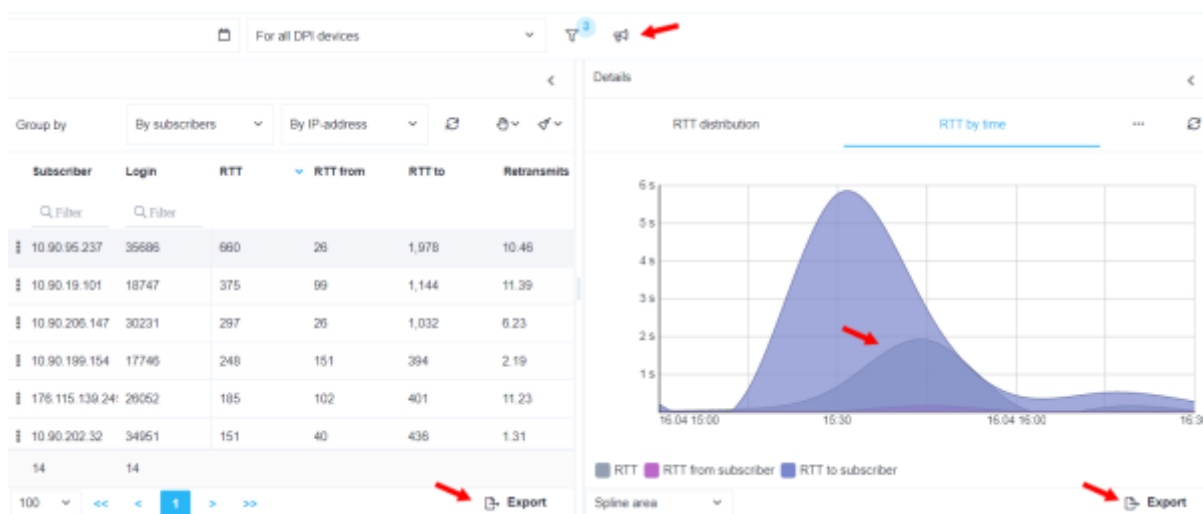 For all DPI devices 3
Details
Group by By subscribers By IP-address
RTT distribution RTT by time ...
Subscriber Login RTT RTT from RTT to Retransmits
Filter Filter
10.90.95.237 35686 660 26 1,978 10.46
10.90.19.101 18747 375 99 1,144 11.39
10.90.206.147 30231 297 26 1,032 6.23
10.90.199.154 17746 248 151 394 2.19
176.115.139.24 26052 185 102 401 11.23
10.90.202.32 34951 151 40 436 1.31
14 14
100 << < 1 > >> Export
6 s
5 s
4 s
3 s
2 s
1 s
16.04 15:00 15:30 16.04 16:00 16:3
RTT RTT from subscriber RTT to subscriber
Spline area Export